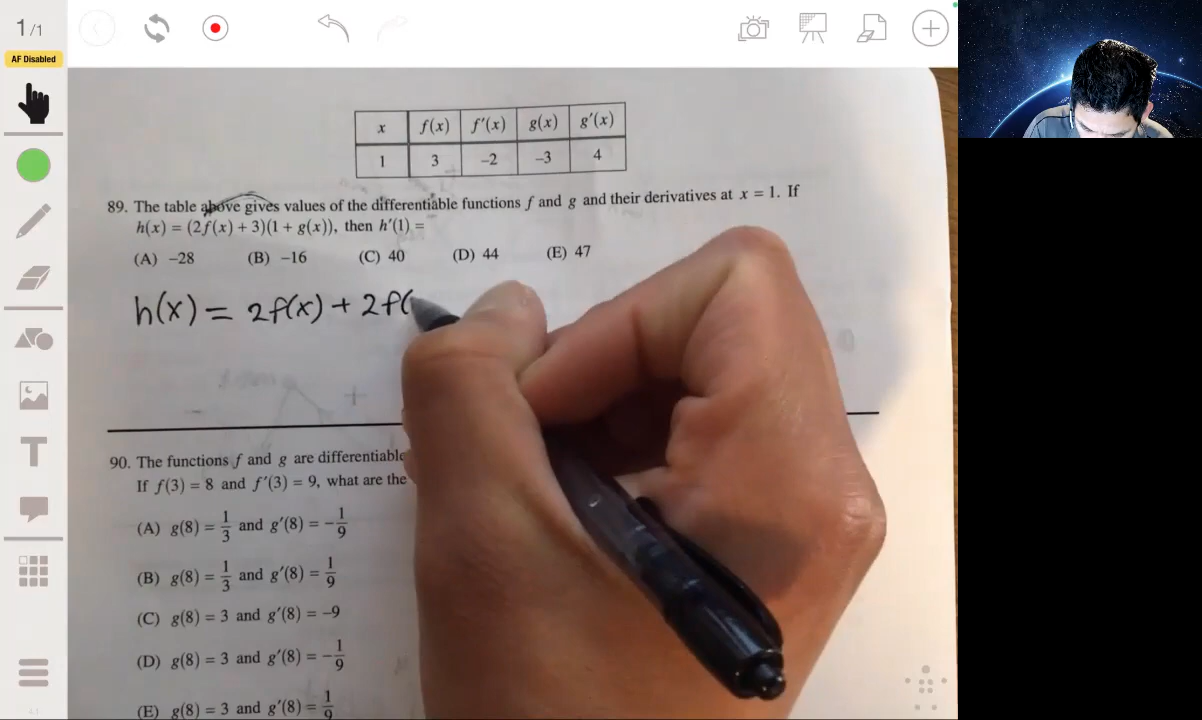 1/1
AF Disabled
x f(x) f′(x) g(x) g′(x)
1 3 −2 −3 4
89. The table above gives values of the differentiable functions f and g and their derivatives at x = 1. If
h(x) = (2f(x) + 3)(1 + g(x)), then h′(1) =
(A) −28 (B) −16 (C) 40 (D) 44 (E) 47
h(x) = 2f(x) + 2f(
90. The functions f and g are differentiable
If f(3) = 8 and f′(3) = 9, what are the
(A) g(8) = 1/3 and g′(8) = −1/9
(B) g(8) = 1/3 and g′(8) = 1/9
(C) g(8) = 3 and g′(8) = −9
(D) g(8) = 3 and g′(8) = −1/9
(E) g(8) = 3 and g′(8) = 1/9